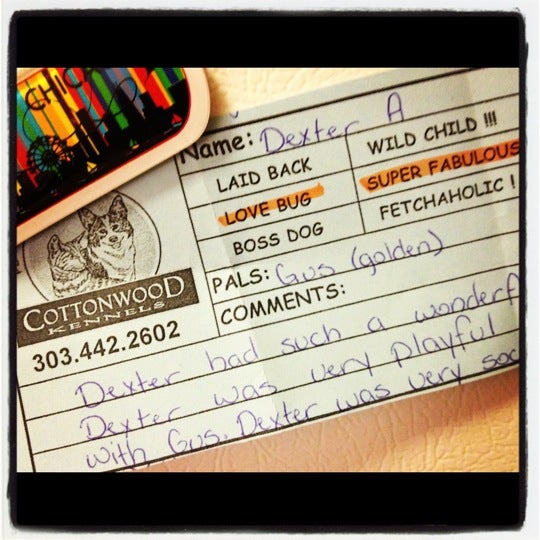 CHIC
Name: Dexter A
LAID BACK
WILD CHILD !!!
LOVE BUG
SUPER FABULOUS
BOSS DOG
FETCHAHOLIC !
PALS: Gus (golden)
COMMENTS:
COTTONWOOD
KENNELS
303.442.2602
Dexter had such a wonderf
Dexter was very playful
with Gus. Dexter was very soc